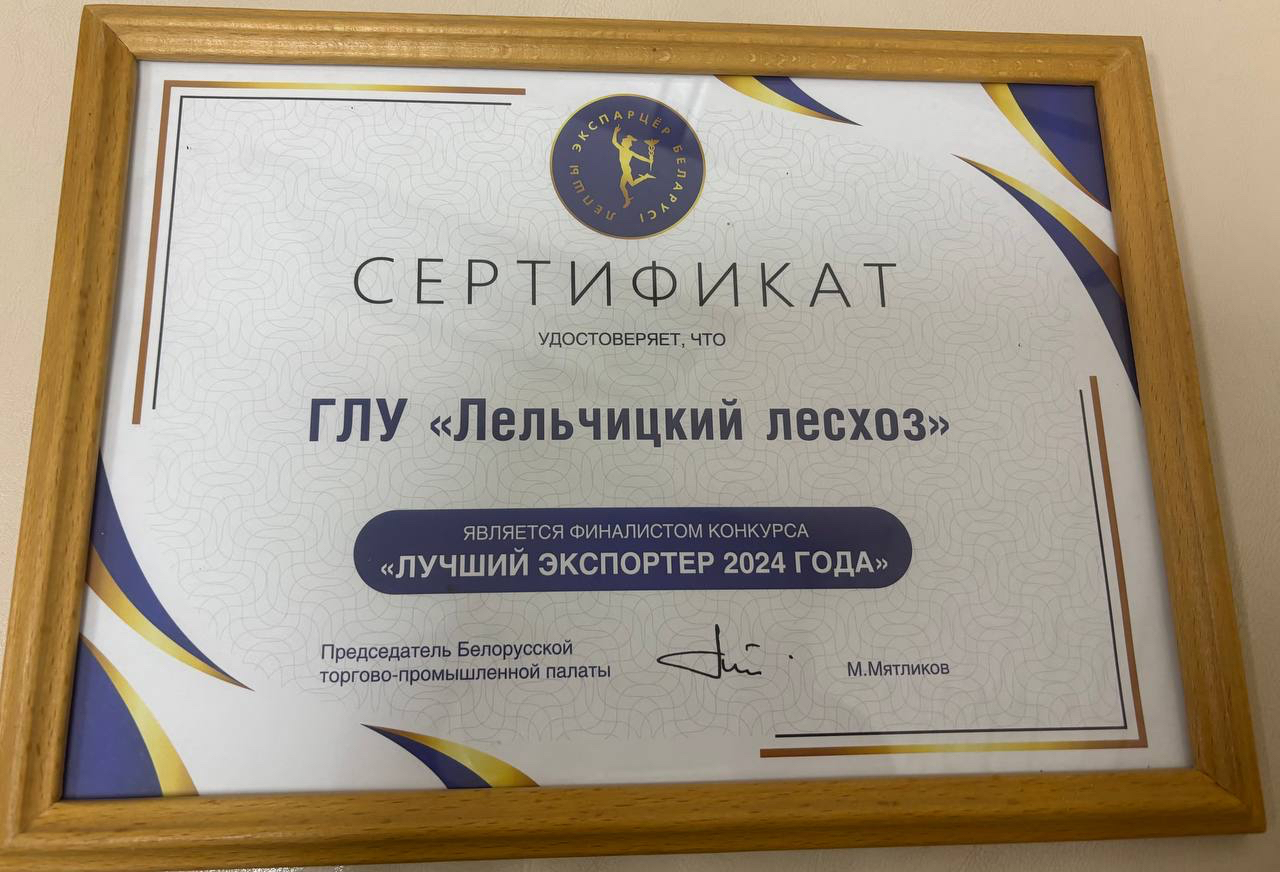 ЛЕПШЫ ЭКСПАРЦЁР БЕЛАРУСІ
СЕРТИФИКАТ
УДОСТОВЕРЯЕТ, ЧТО
ГЛУ «Лельчицкий лесхоз»
ЯВЛЯЕТСЯ ФИНАЛИСТОМ КОНКУРСА
«ЛУЧШИЙ ЭКСПОРТЕР 2024 ГОДА»
Председатель Белорусской
торгово-промышленной палаты
М.Мятликов